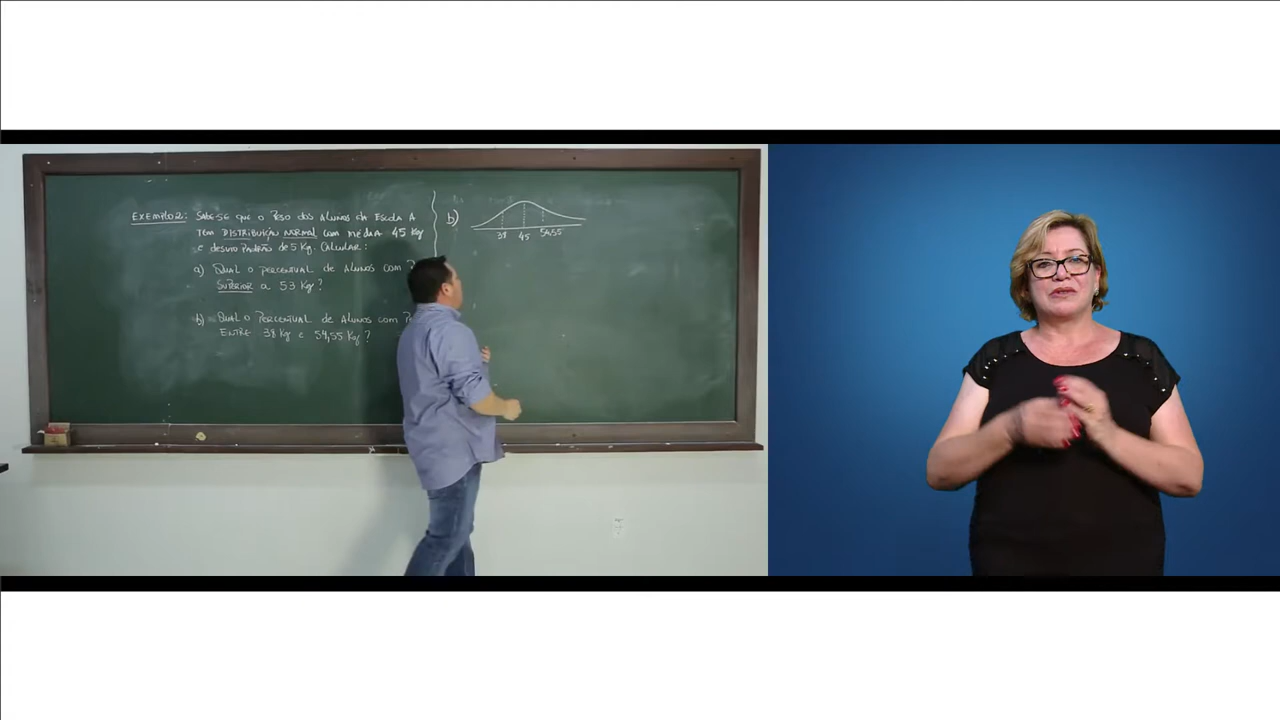 EXEMPLO 2: SABE-SE QUE O PESO DOS ALUNOS DA ESCOLA A
TEM DISTRIBUIÇÃO NORMAL COM MÉDIA 45 Kg
E DESVIO PADRÃO DE 5 Kg. CALCULAR:
a) QUAL O PERCENTUAL DE ALUNOS COM
SUPERIOR a 53 Kg?
b) QUAL O PERCENTUAL DE ALUNOS COM
ENTRE 38 Kg E 54,55 Kg?
b)
38 45 54,55